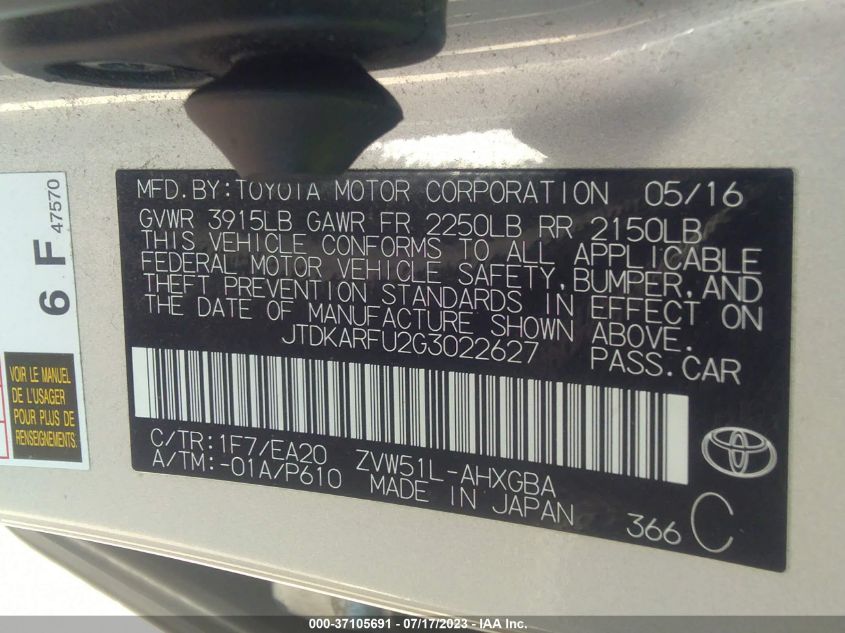 MFD.BY:TOYOTA MOTOR CORPORATION 05/16
GVWR 3915LB GAWR FR 2250LB RR 2150LB
THIS VEHICLE CONFORMS TO ALL APPLICABLE
FEDERAL MOTOR VEHICLE SAFETY,BUMPER,AND
THEFT PREVENTION STANDARDS IN EFFECT ON
THE DATE OF MANUFACTURE SHOWN ABOVE.
JTDKARFU2G3022627 PASS.CAR
C/TR:1F7/EA20 ZVW51L-AHXGBA
A/TM:-01A/P610 MADE IN JAPAN
366 C
6 F 47570
VOIR LE MANUEL
DE L'USAGER
POUR PLUS DE
RENSEIGNEMENTS.
000-37105691 - 07/17/2023 - IAA Inc.